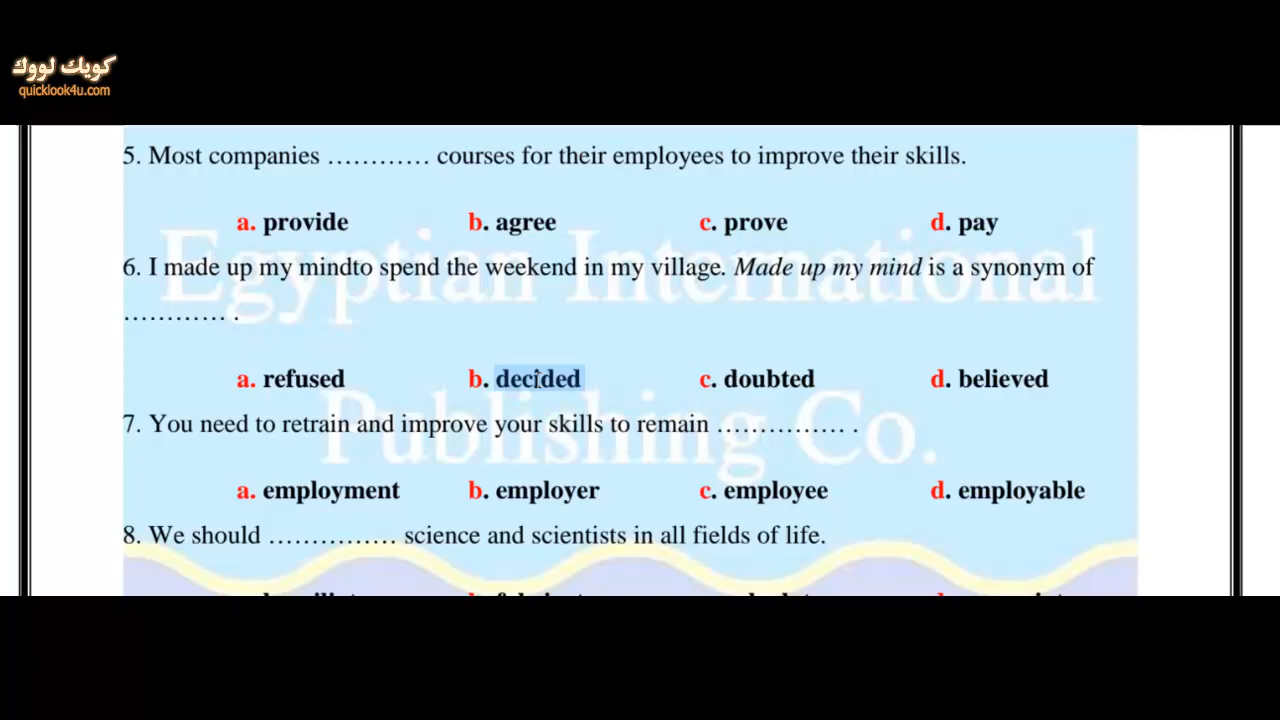 كويك لووك
quicklook4u.com
5. Most companies ………… courses for their employees to improve their skills.
a. provide b. agree c. prove d. pay
6. I made up my mindto spend the weekend in my village. Made up my mind is a synonym of
………… .
a. refused b. decided c. doubted d. believed
7. You need to retrain and improve your skills to remain …………… .
a. employment b. employer c. employee d. employable
8. We should …………… science and scientists in all fields of life.
Egyptian International
Publishing Co.